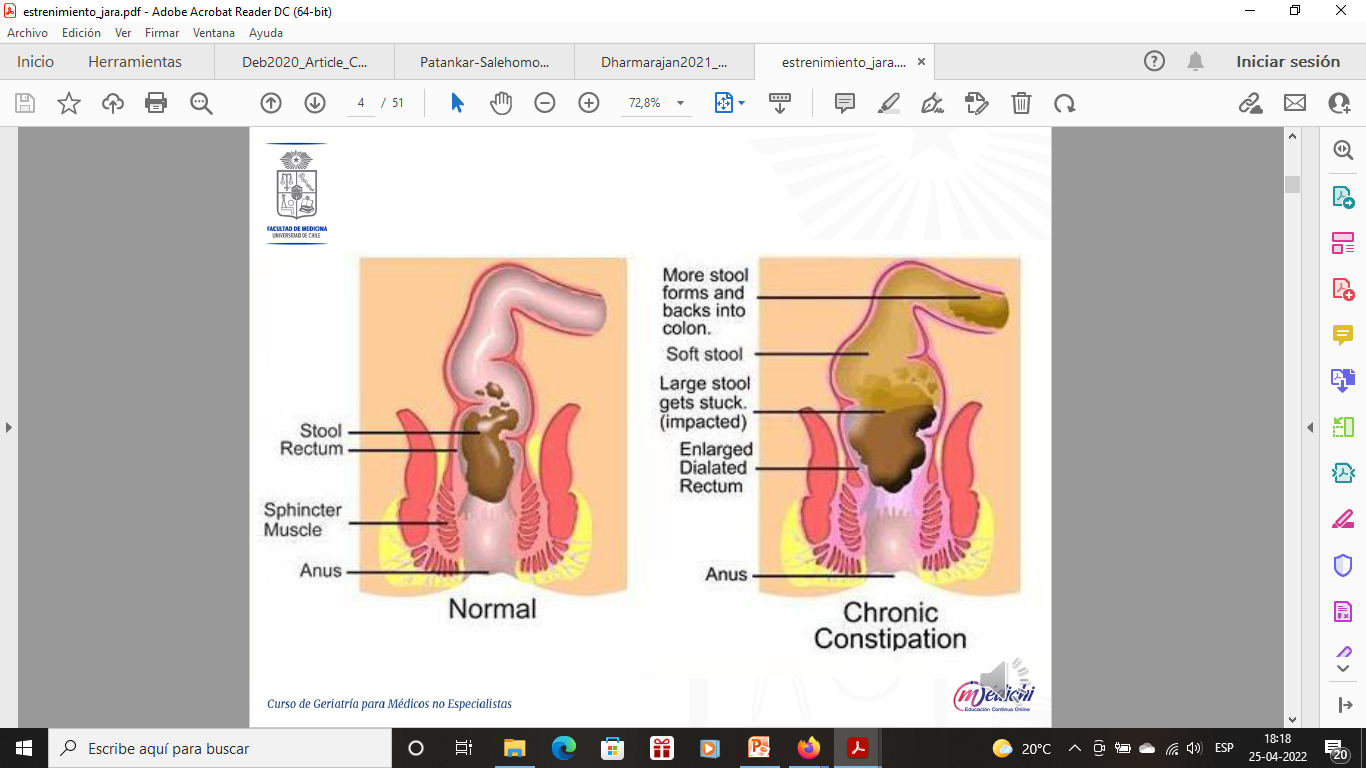 estrenimiento_jara.pdf - Adobe Acrobat Reader DC (64-bit)
Archivo Edición Ver Firmar Ventana Ayuda
Inicio Herramientas Deb2020_Article_C... Patankar-Salehomo... Dharmarajan2021_... estrenimiento_jara.... × Iniciar sesión
4 / 51 72,8%
FACULTAD DE MEDICINA
UNIVERSIDAD DE CHILE
Stool
Rectum
Sphincter
Muscle
Anus
Normal
More stool
forms and
backs into
colon.
Soft stool
Large stool
gets stuck.
(impacted)
Enlarged
Dialated
Rectum
Anus
Chronic
Constipation
Curso de Geriatría para Médicos no Especialistas
medichi
Educación Continua Online
Escribe aquí para buscar
20°C ESP 18:18
25-04-2022
20